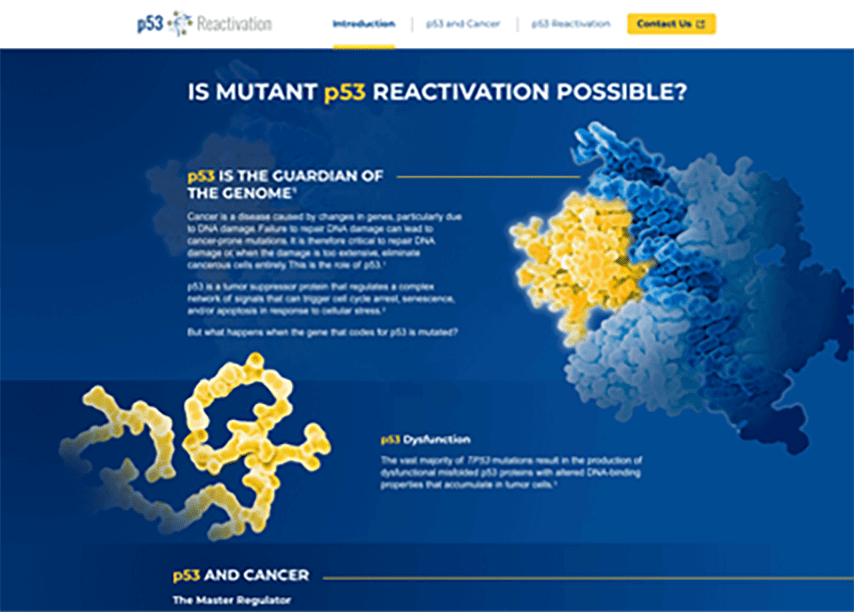 p53 Reactivation
Introduction | p53 and Cancer | p53 Reactivation Contact Us
IS MUTANT p53 REACTIVATION POSSIBLE?
p53 IS THE GUARDIAN OF
THE GENOME¹
Cancer is a disease caused by changes in genes, particularly due
to DNA damage. Failure to repair DNA damage can lead to
cancer-prone mutations. It is therefore critical to repair DNA
damage or, when the damage is too extensive, eliminate
cancerous cells entirely. This is the role of p53.¹
p53 is a tumor suppressor protein that regulates a complex
network of signals that can trigger cell cycle arrest, senescence,
and/or apoptosis in response to cellular stress.²
But what happens when the gene that codes for p53 is mutated?
p53 Dysfunction
The vast majority of TP53 mutations result in the production of
dysfunctional misfolded p53 proteins with altered DNA-binding
properties that accumulate in tumor cells.³
p53 AND CANCER
The Master Regulator